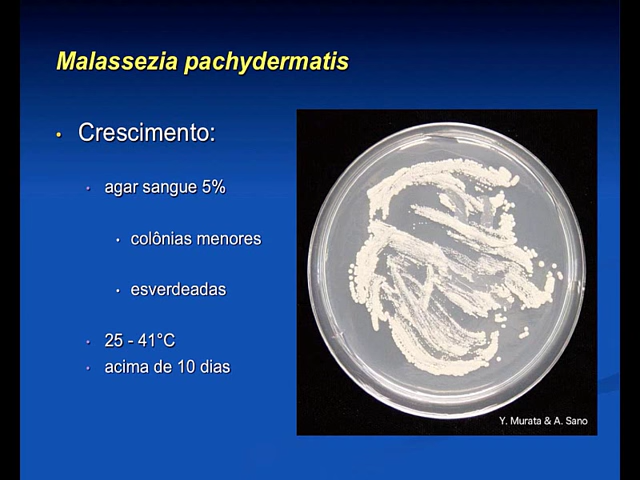 Malassezia pachydermatis
• Crescimento:
• agar sangue 5%
• colônias menores
• esverdeadas
• 25 - 41°C
• acima de 10 dias
Y. Murata & A. Sano